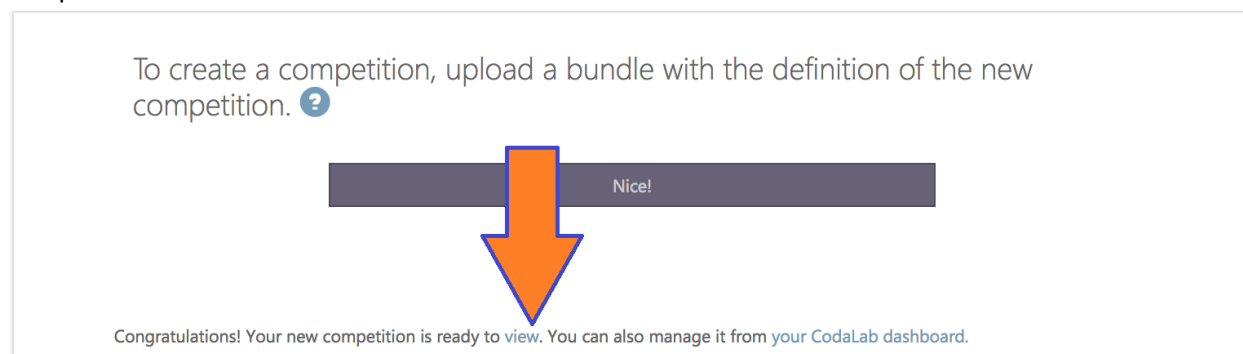 To create a competition, upload a bundle with the definition of the new
competition. ?
Nice!
Congratulations! Your new competition is ready to view. You can also manage it from your CodaLab dashboard.